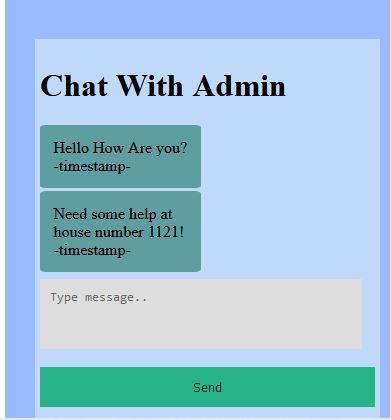 Chat With Admin
Hello How Are you?
-timestamp-
Need some help at
house number 1121!
-timestamp-
Type message..
Send